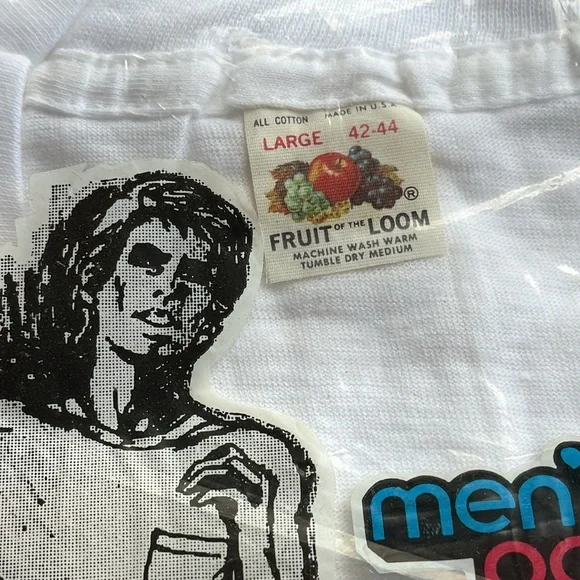 ALL COTTON MADE IN U.S.A.
LARGE 42-44
®
FRUIT OF THE LOOM
MACHINE WASH WARM
TUMBLE DRY MEDIUM
men's